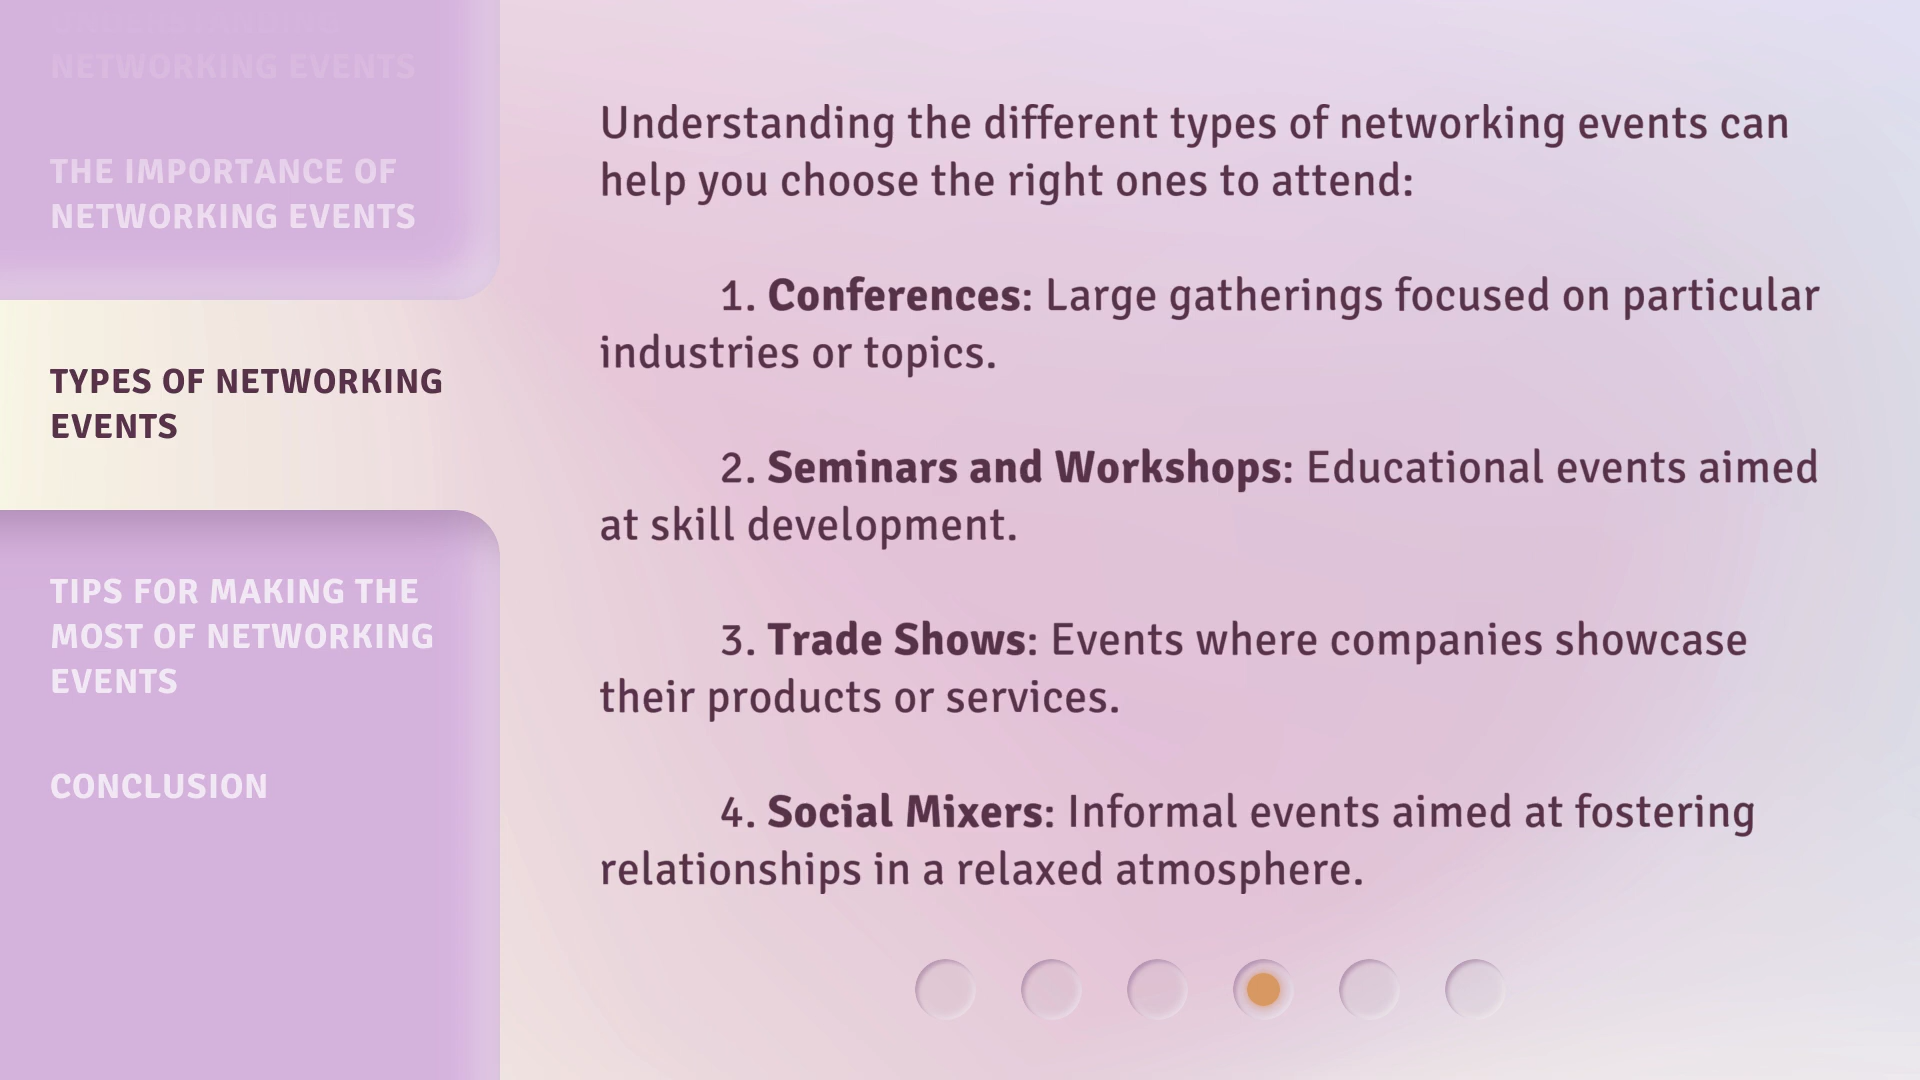 UNDERSTANDING
NETWORKING EVENTS
THE IMPORTANCE OF
NETWORKING EVENTS
TYPES OF NETWORKING
EVENTS
TIPS FOR MAKING THE
MOST OF NETWORKING
EVENTS
CONCLUSION
Understanding the different types of networking events can
help you choose the right ones to attend:
1. Conferences: Large gatherings focused on particular
industries or topics.
2. Seminars and Workshops: Educational events aimed
at skill development.
3. Trade Shows: Events where companies showcase
their products or services.
4. Social Mixers: Informal events aimed at fostering
relationships in a relaxed atmosphere.